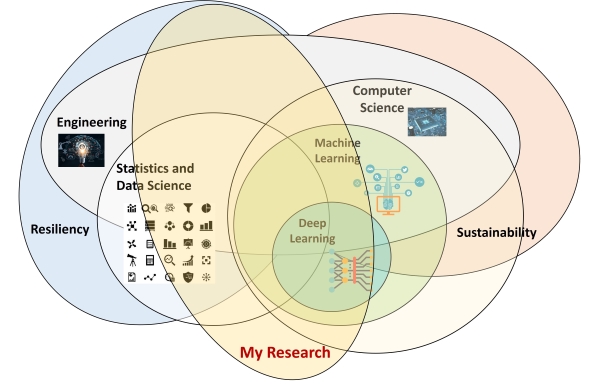 Computer
Science
Engineering
Machine
Learning
Statistics and
Data Science
Deep
Learning
Resiliency
Sustainability
My Research